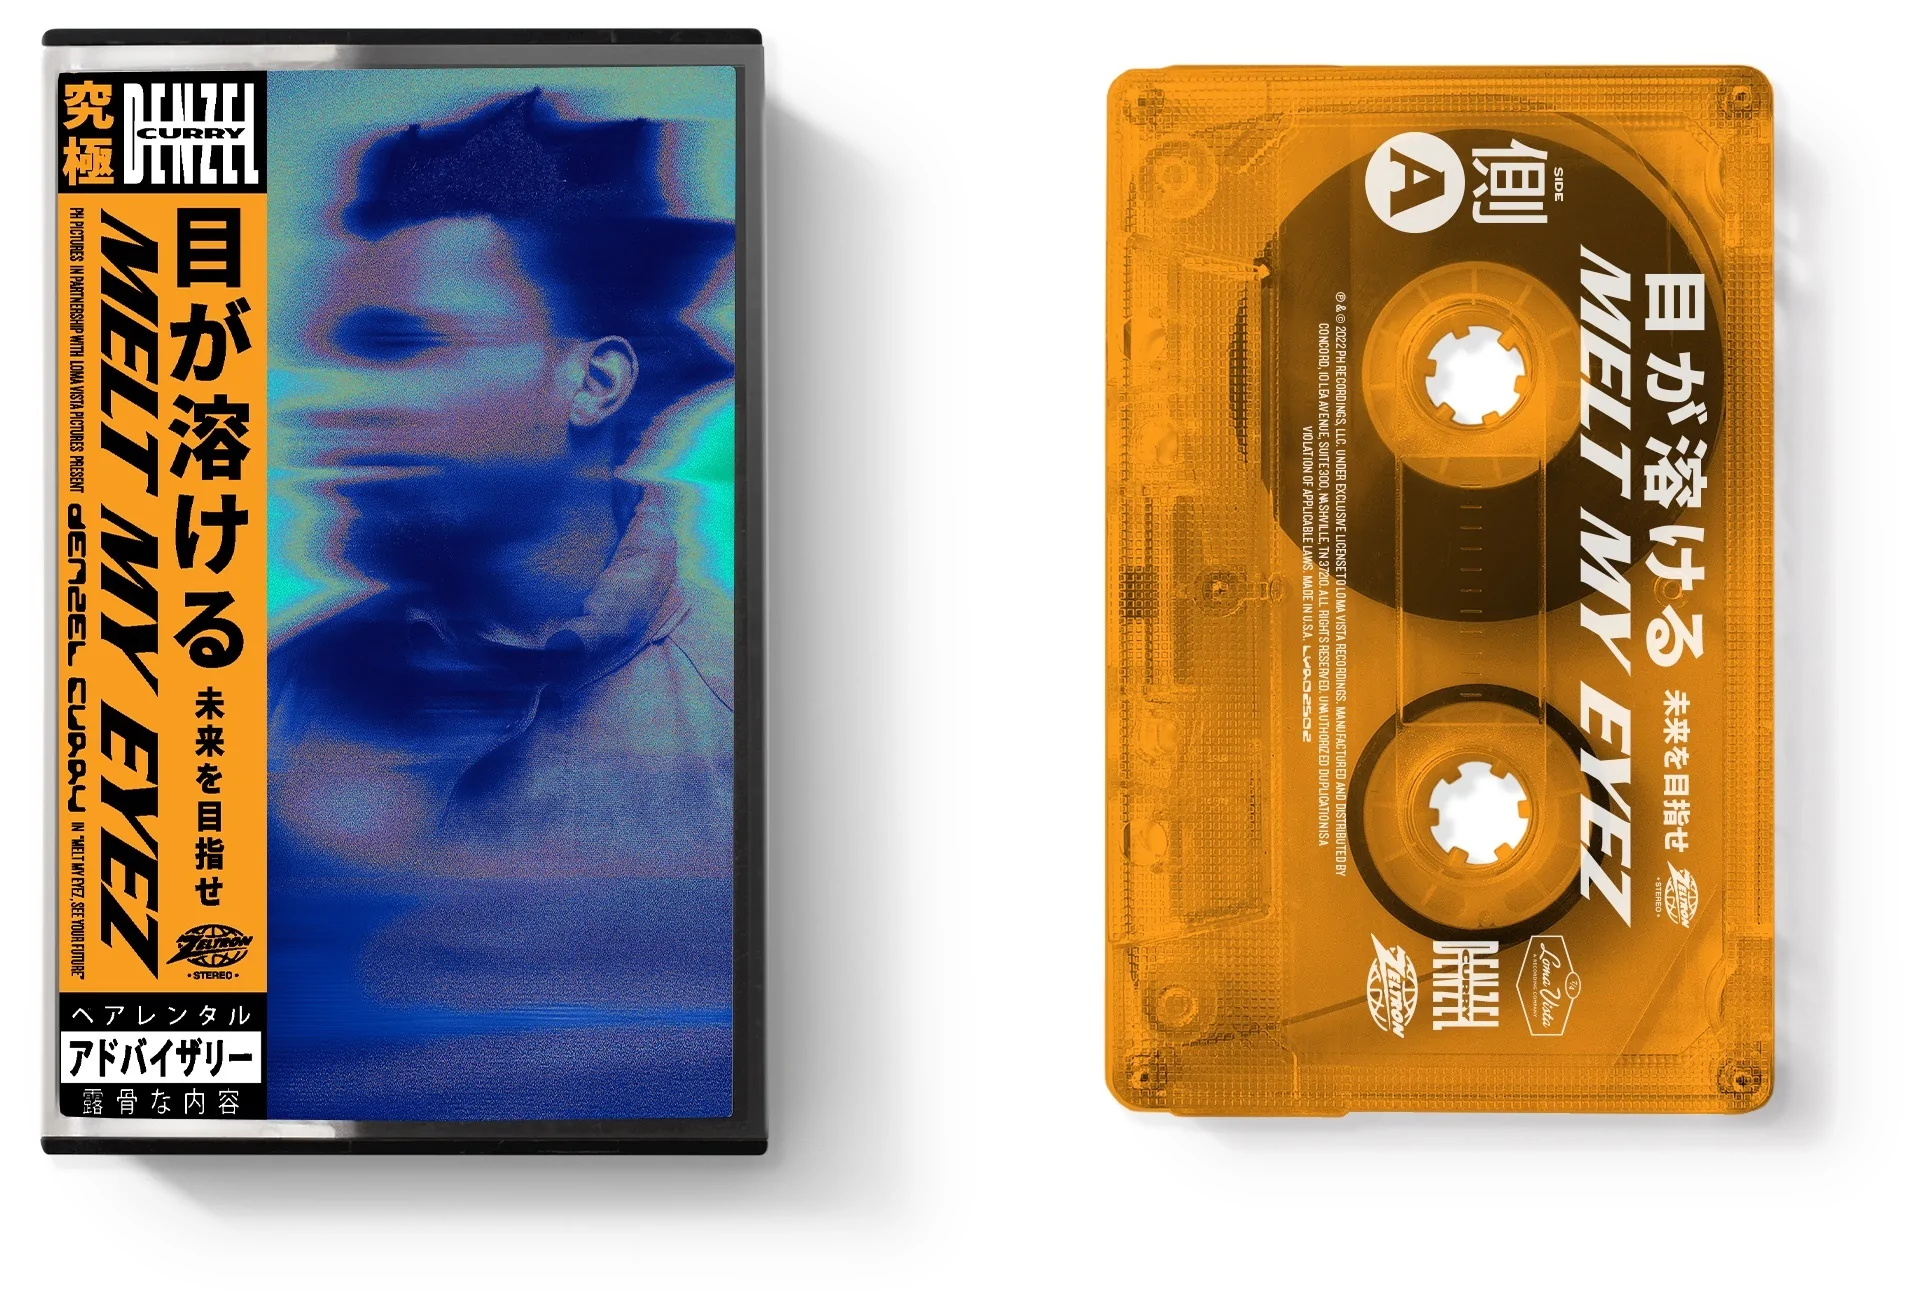 究極
DENZEL
CURRY
DENZEL
目が溶ける
未来を目指せ
MELT MY EYEZ
PH PICTURES IN PARTNERSHIP WITH LOMA VISTA PICTURES PRESENT DENZEL CURRY IN "MELT MY EYEZ, SEE YOUR FUTURE"
ZELTRON
• STEREO •
ヘアレンタル
アドバイザリー
露骨な内容
SIDE
側
A
目が溶ける
未来を目指せ
ZELTRON
• STEREO •
MELT MY EYEZ
℗ & © 2022 PH RECORDINGS, LLC. UNDER EXCLUSIVE LICENSE TO LOMA VISTA RECORDINGS. MANUFACTURED AND DISTRIBUTED BY
CONCORD, 10 LEA AVENUE, SUITE 300, NASHVILLE, TN 37210. ALL RIGHTS RESERVED. UNAUTHORIZED DUPLICATION IS A
VIOLATION OF APPLICABLE LAWS. MADE IN U.S.A. LVR02502
Loma Vista
A RECORDING COMPANY
DENZEL
CURRY
DENZEL
ZELTRON